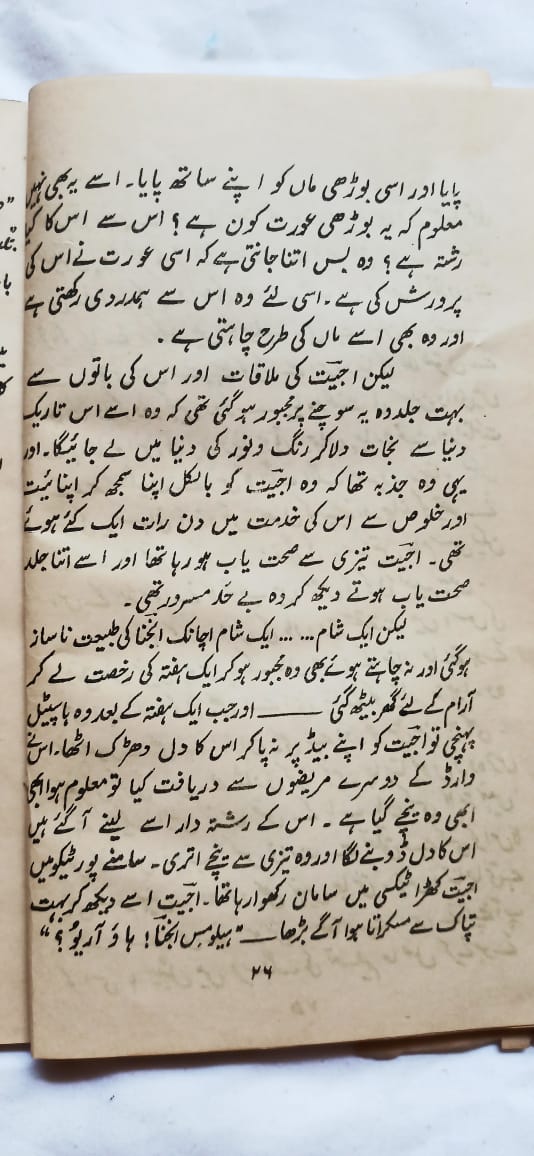 پایا اور اسی بوڑھی ماں کو اپنے ساتھ پایا۔ اسے یہ بھی نہیں
معلوم کہ یہ بوڑھی عورت کون ہے؟ اس سے اس کا کیا
رشتہ ہے؟ وہ بس اتنا جانتی ہے کہ اسی عورت نے اس کی
پرورش کی ہے۔ اسی لئے وہ اس سے ہمدردی رکھتی ہے
اور وہ بھی اسے ماں کی طرح چاہتی ہے۔
لیکن اجیت کی ملاقات اور اس کی باتوں سے
بہت جلد وہ یہ سوچنے پر مجبور ہو گئی تھی کہ وہ اسے اس تاریک
دنیا سے نجات دلا کر رنگ و نور کی دنیا میں لے جائیگا۔ اور
یہی وہ جذبہ تھا کہ وہ اجیت کو بالکل اپنا سمجھ کر اپنائیت
اور خلوص سے اس کی خدمت میں دن رات ایک کئے ہوئے
تھی۔ اجیت تیزی سے صحت یاب ہو رہا تھا اور اسے اتنا جلد
صحت یاب ہوتے دیکھ کر وہ بے حد مسرور تھی۔
لیکن ایک شام ... ... ایک شام اچانک انجنا کی طبیعت ناساز
ہو گئی اور نہ چاہتے ہوئے بھی وہ مجبور ہو کر ایک ہفتہ کی رخصت لے کر
آرام کے لئے گھر بیٹھ گئی ——— اور جب ایک ہفتہ کے بعد وہ ہاسپٹل
پہنچی تو اجیت کو اپنے بیڈ پر نہ پا کر اس کا دل دھڑک اٹھا۔ اس نے
وارڈ کے دوسرے مریضوں سے دریافت کیا تو معلوم ہوا ابھی
ابھی وہ نیچے گیا ہے۔ اس کے رشتہ دار اسے لینے آ گئے ہیں
اس کا دل ڈوبنے لگا اور وہ تیزی سے نیچے اتری۔ سامنے پورٹیکو میں
اجیت کھڑا ٹیکسی میں سامان رکھوا رہا تھا۔ اجیت اسے دیکھ کر بہت
تپاک سے مسکراتا ہوا آگے بڑھا — "ہیلو مس انجنا! ہاؤ آر یو؟"
۲۶